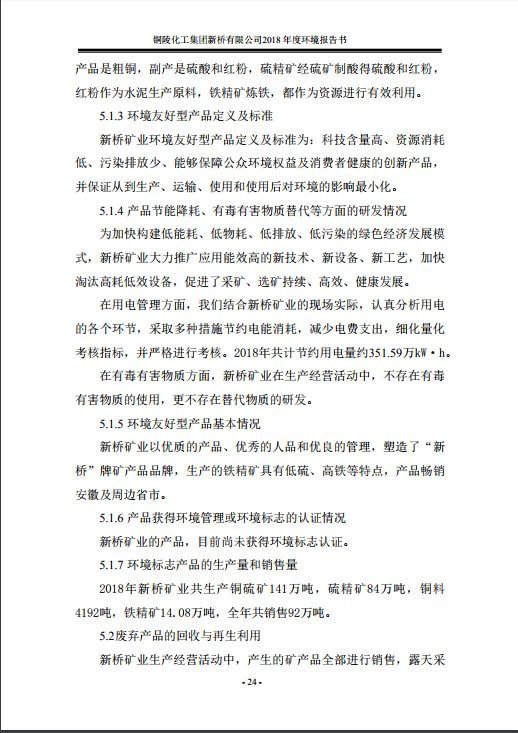 铜陵化工集团新桥有限公司2018 年度环境报告书
产品是粗铜，副产是硫酸和红粉，硫精矿经硫矿制酸得硫酸和红粉，
红粉作为水泥生产原料，铁精矿炼铁，都作为资源进行有效利用。
5.1.3 环境友好型产品定义及标准
新桥矿业环境友好型产品定义及标准为：科技含量高、资源消耗
低、污染排放少、能够保障公众环境权益及消费者健康的创新产品，
并保证从到生产、运输、使用和使用后对环境的影响最小化。
5.1.4 产品节能降耗、有毒有害物质替代等方面的研发情况
为加快构建低能耗、低物耗、低排放、低污染的绿色经济发展模
式，新桥矿业大力推广应用能效高的新技术、新设备、新工艺，加快
淘汰高耗低效设备，促进了采矿、选矿持续、高效、健康发展。
在用电管理方面，我们结合新桥矿业的现场实际，认真分析用电
的各个环节，采取多种措施节约电能消耗，减少电费支出，细化量化
考核指标，并严格进行考核。2018年共计节约用电量约351.59万kW·h。
在有毒有害物质方面，新桥矿业在生产经营活动中，不存在有毒
有害物质的使用，更不存在替代物质的研发。
5.1.5 环境友好型产品基本情况
新桥矿业以优质的产品、优秀的人品和优良的管理，塑造了“新
桥”牌矿产品品牌，生产的铁精矿具有低硫、高铁等特点，产品畅销
安徽及周边省市。
5.1.6 产品获得环境管理或环境标志的认证情况
新桥矿业的产品，目前尚未获得环境标志认证。
5.1.7 环境标志产品的生产量和销售量
2018年新桥矿业共生产铜硫矿141万吨，硫精矿84万吨，铜料
4192吨，铁精矿14.08万吨，全年共销售92万吨。
5.2废弃产品的回收与再生利用
新桥矿业生产经营活动中，产生的矿产品全部进行销售，露天采
- 24 -